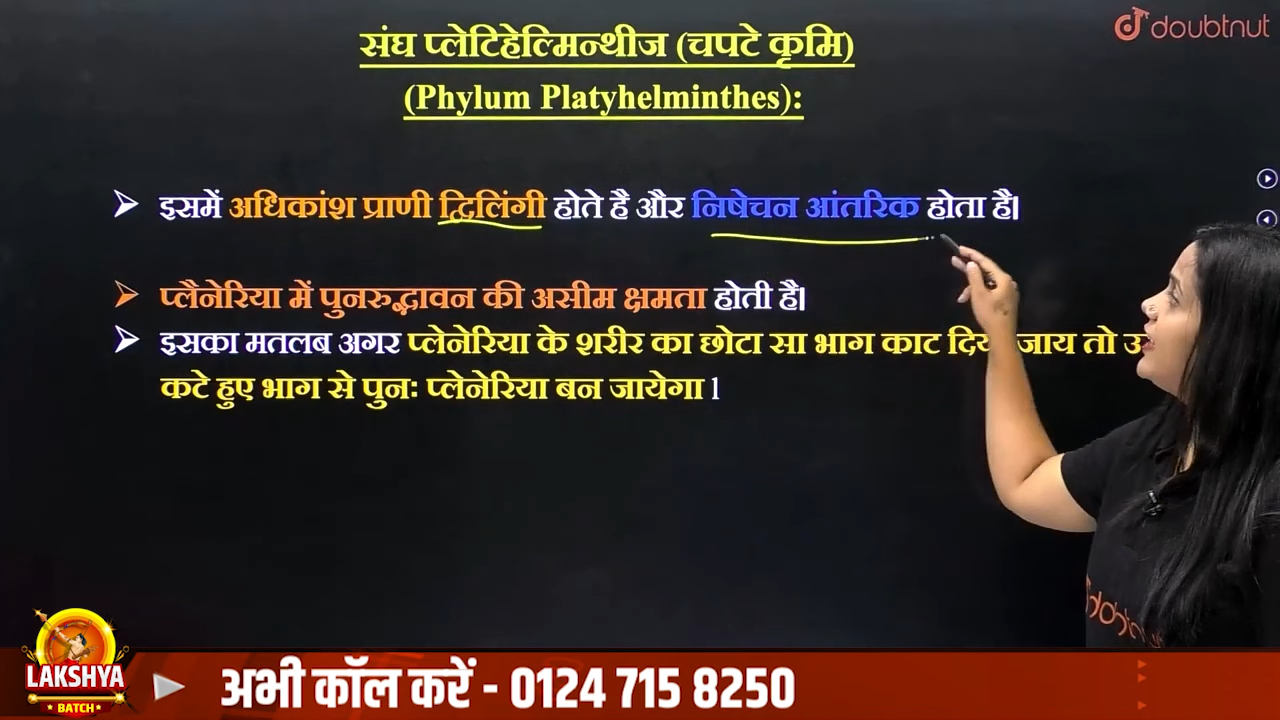 संघ प्लेटिहेल्मिन्थीज (चपटे कृमि)
doubtnut
(Phylum Platyhelminthes):
इसमें अधिकांश प्राणी द्विलिंगी होते है और निषेचन आंतरिक होता है।
प्लैनेरिया में पुनरुद्भावन की असीम क्षमता होती है।
इसका मतलब अगर प्लेनेरिया के शरीर का छोटा सा भाग काट जाय तो
कटे हुए भाग से पुनः प्लेनेरिया बन जायेगा l
LAKSHYA
BATCH
अभी कॉल करें - 0124 715 8250